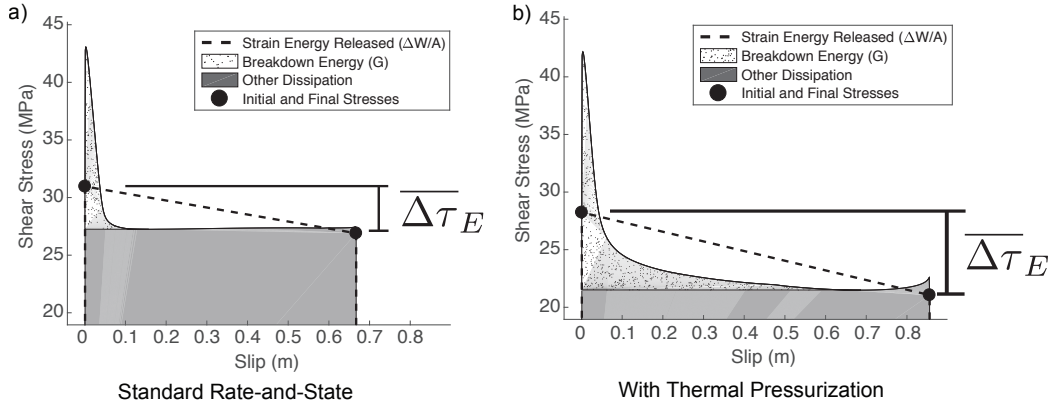 a)
45
40
35
30
25
20
Shear Stress (MPa)
Strain Energy Released (ΔW/A)
Breakdown Energy (G)
Other Dissipation
Initial and Final Stresses
Δτ_E
0 0.1 0.2 0.3 0.4 0.5 0.6 0.7 0.8
Slip (m)
Standard Rate-and-State
b)
45
40
35
30
25
20
Shear Stress (MPa)
Strain Energy Released (ΔW/A)
Breakdown Energy (G)
Other Dissipation
Initial and Final Stresses
Δτ_E
0 0.1 0.2 0.3 0.4 0.5 0.6 0.7 0.8
Slip (m)
With Thermal Pressurization